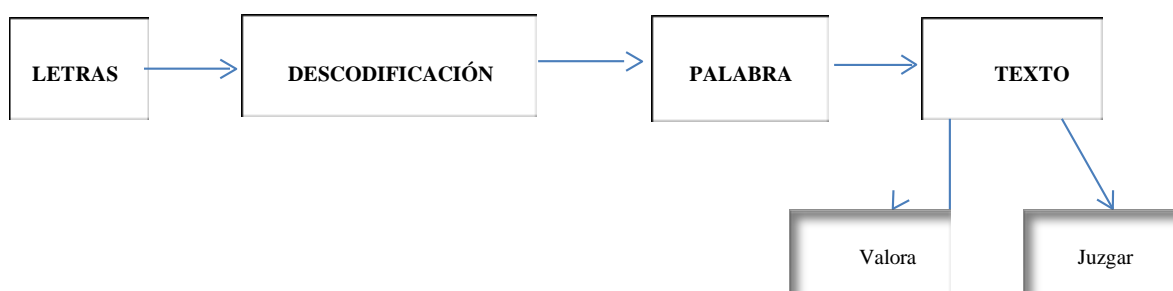 LETRAS
DESCODIFICACIÓN
PALABRA
TEXTO
Valora
Juzgar